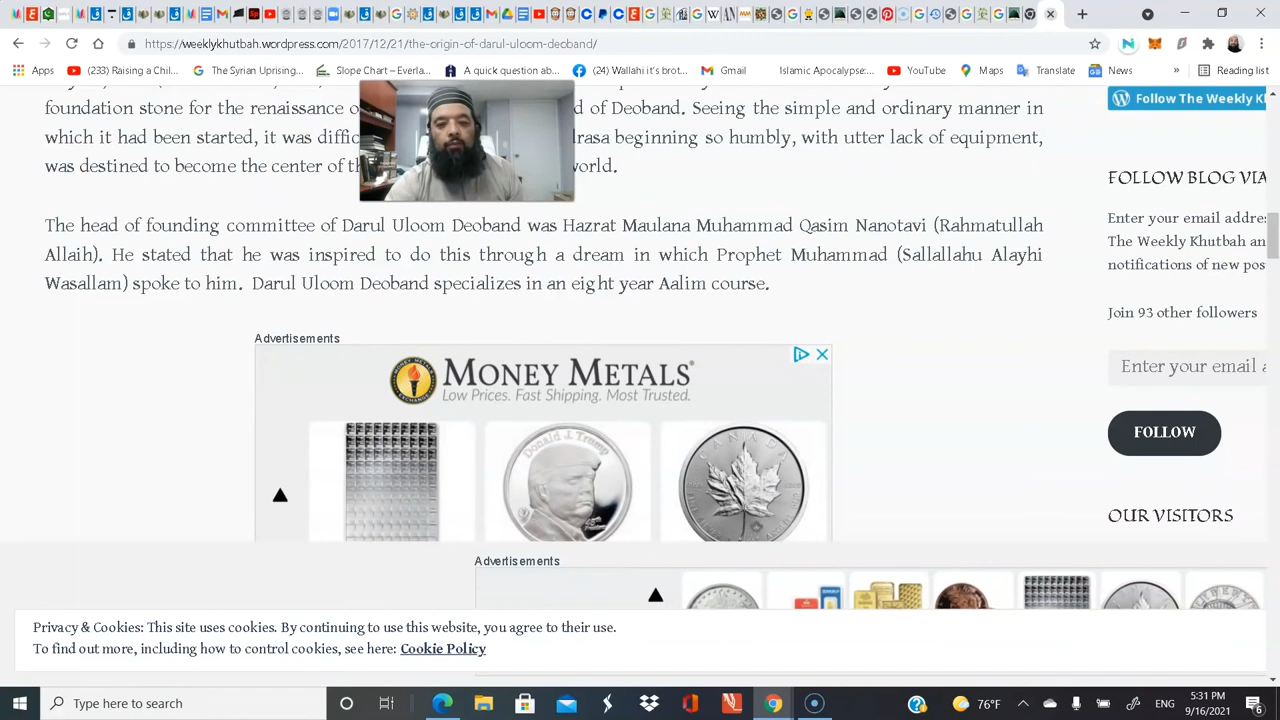 https://weeklykhutbah.wordpress.com/2017/12/21/the-origin-of-darul-uloom-deoband/
Apps
(233) Raising a Chil...
The Syrian Uprising...
Slope Chart – Everla...
A quick question ab...
(24) Wallahi it's brot...
Gmail
Islamic Apocalypse:...
YouTube
Maps
Translate
News
»
Reading list
foundation stone for the renaissance o d of Deoband. Seeing the simple and ordinary manner in
which it had been started, it was diffic drasa beginning so humbly, with utter lack of equipment,
was destined to become the center of th world.
The head of founding committee of Darul Uloom Deoband was Hazrat Maulana Muhammad Qasim Nanotavi (Rahmatullah
Allaih). He stated that he was inspired to do this through a dream in which Prophet Muhammad (Sallallahu Alayhi
Wasallam) spoke to him. Darul Uloom Deoband specializes in an eight year Aalim course.
Follow The Weekly Kh
FOLLOW BLOG VIA
Enter your email addre
The Weekly Khutbah an
notifications of new pos
Join 93 other followers
Enter your email a
FOLLOW
OUR VISITORS
Advertisements
MONEY METALS®
Low Prices. Fast Shipping. Most Trusted.
Donald J. Trump
CANADA
Advertisements
Privacy & Cookies: This site uses cookies. By continuing to use this website, you agree to their use.
To find out more, including how to control cookies, see here: Cookie Policy
Type here to search
76°F
ENG
5:31 PM
9/16/2021
6